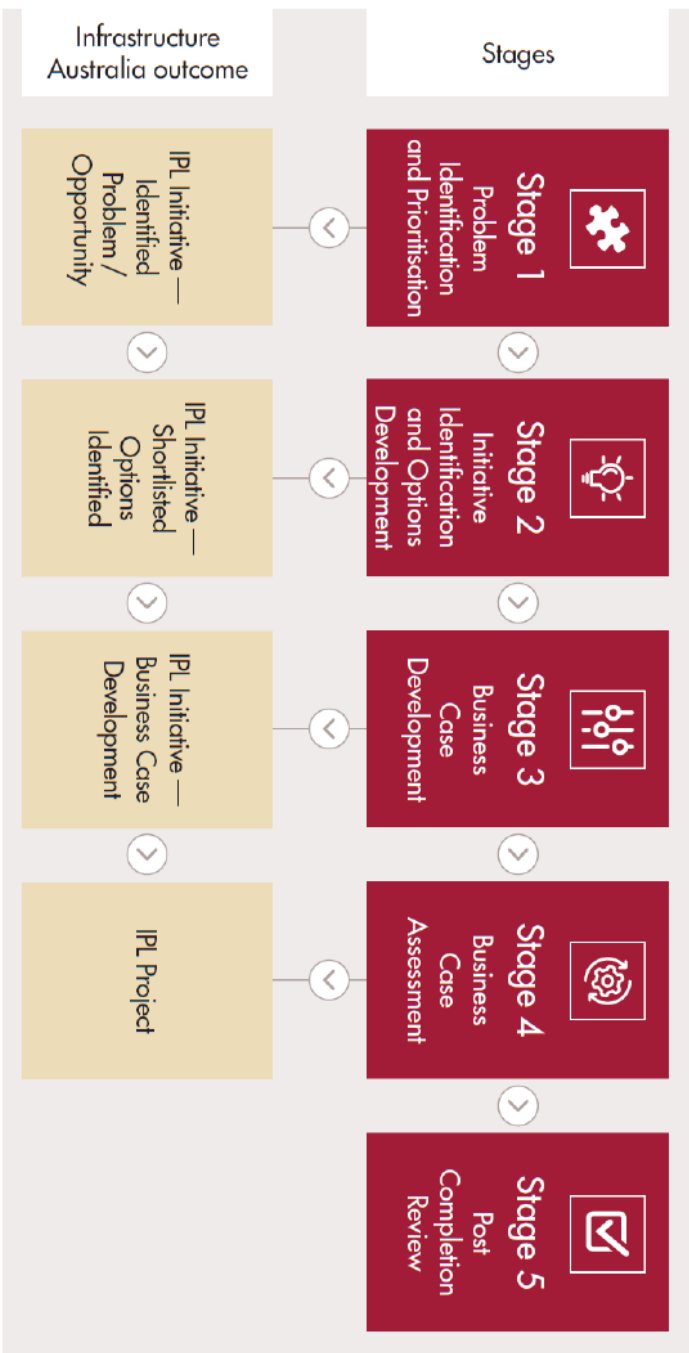 Stages
Stage 1
Problem
Identification
and Prioritisation
Stage 2
Initiative
Identification
and Options
Development
Stage 3
Business
Case
Development
Stage 4
Business
Case
Assessment
Stage 5
Post
Completion
Review
Infrastructure
Australia outcome
IPL Initiative —
Identified
Problem /
Opportunity
IPL Initiative —
Shortlisted
Options
Identified
IPL Initiative —
Business Case
Development
IPL Project